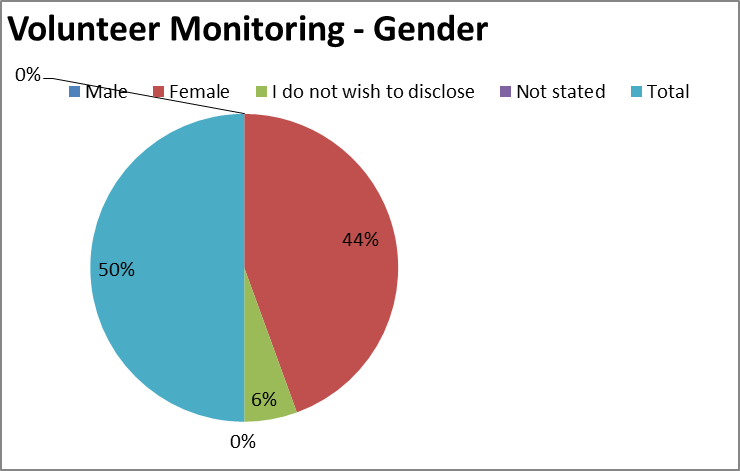 Volunteer Monitoring - Gender
0%
Male Female I do not wish to disclose Not stated Total
44%
50%
6%
0%